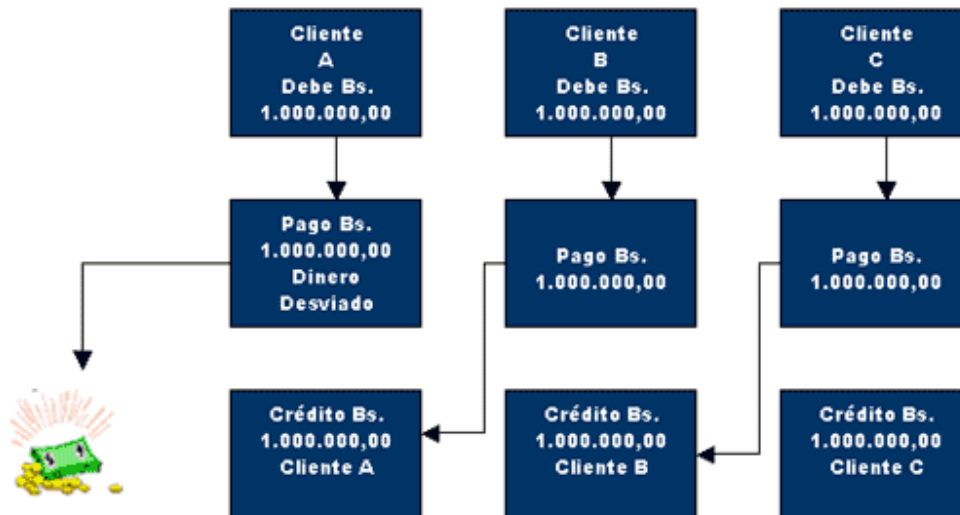 Cliente
A
Debe Bs.
1.000.000,00
Cliente
B
Debe Bs.
1.000.000,00
Cliente
C
Debe Bs.
1.000.000,00
Pago Bs.
1.000.000,00
Dinero
Desviado
Pago Bs.
1.000.000,00
Pago Bs.
1.000.000,00
Crédito Bs.
1.000.000,00
Cliente A
Crédito Bs.
1.000.000,00
Cliente B
Crédito Bs.
1.000.000,00
Cliente C